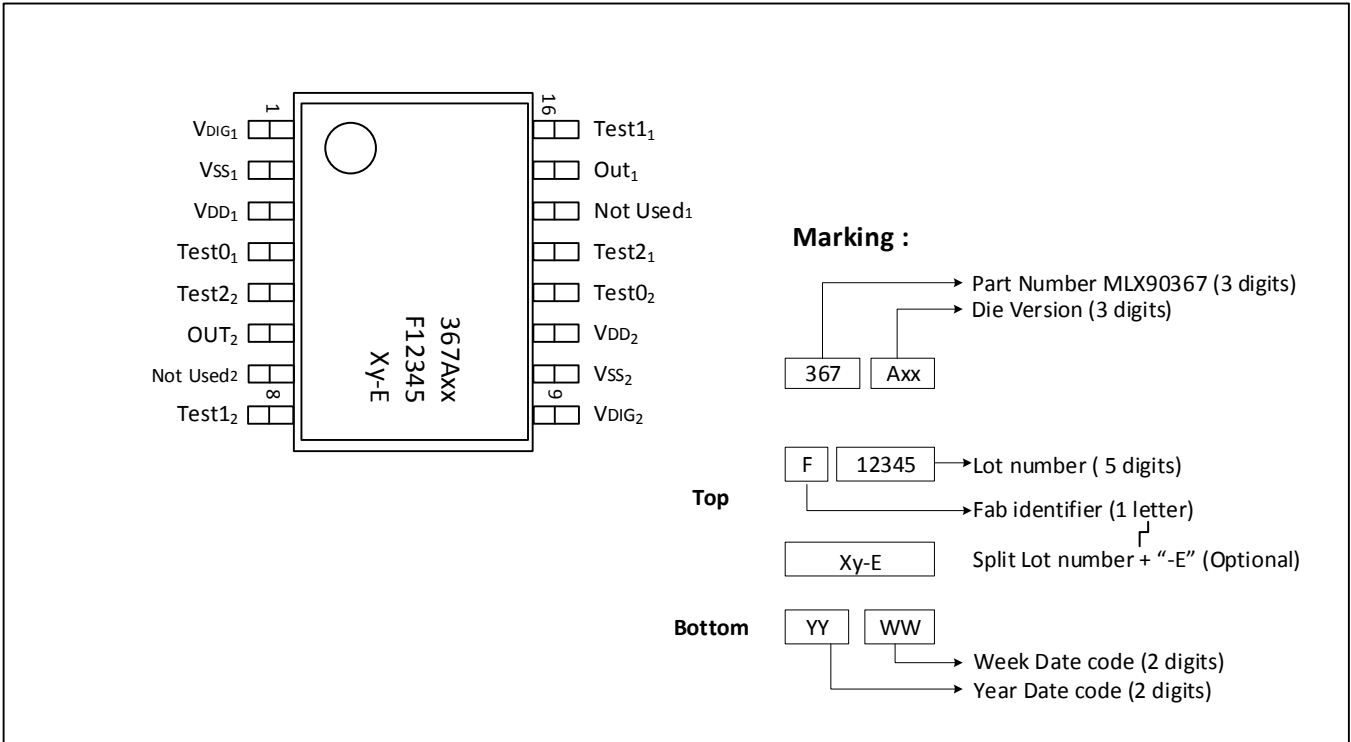 1
16
VDIG₁
Test1₁
VSS₁
Out₁
VDD₁
Not Used₁
Test0₁
Test2₁
Test2₂
Test0₂
OUT₂
VDD₂
Not Used₂
VSS₂
8
9
Test1₂
VDIG₂
367Axx
F12345
Xy-E
Marking :
Part Number MLX90367 (3 digits)
Die Version (3 digits)
367 Axx
F 12345 Lot number ( 5 digits)
Top
Fab identifier (1 letter)
Xy-E Split Lot number + “-E” (Optional)
Bottom YY WW
Week Date code (2 digits)
Year Date code (2 digits)